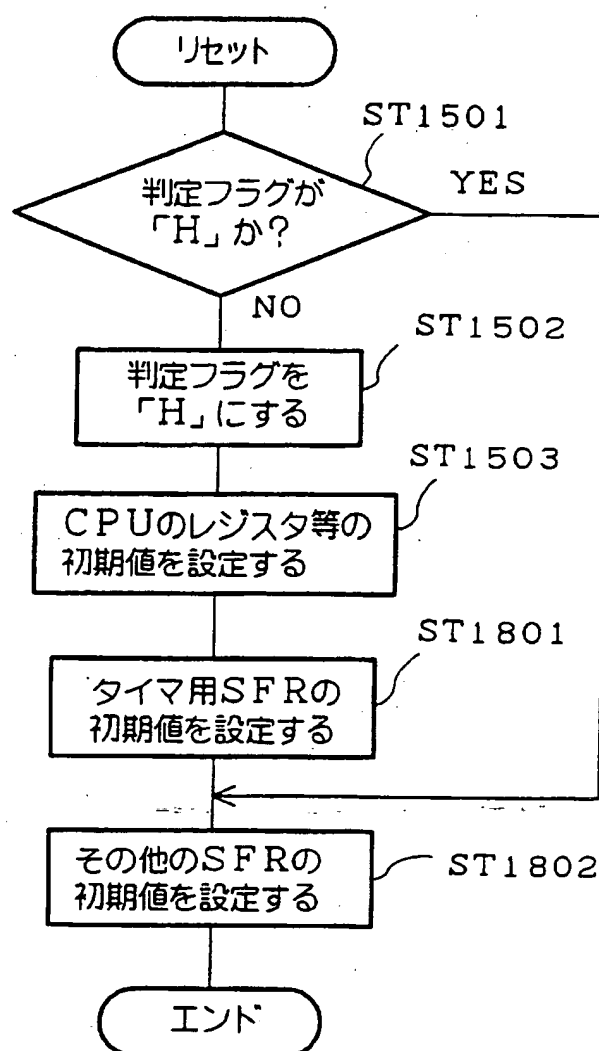 リセット
ST1501
判定フラグが
「H」か?
YES
NO
ST1502
判定フラグを
「H」にする
ST1503
CPUのレジスタ等の
初期値を設定する
ST1801
タイマ用SFRの
初期値を設定する
その他のSFRの
初期値を設定する
ST1802
エンド